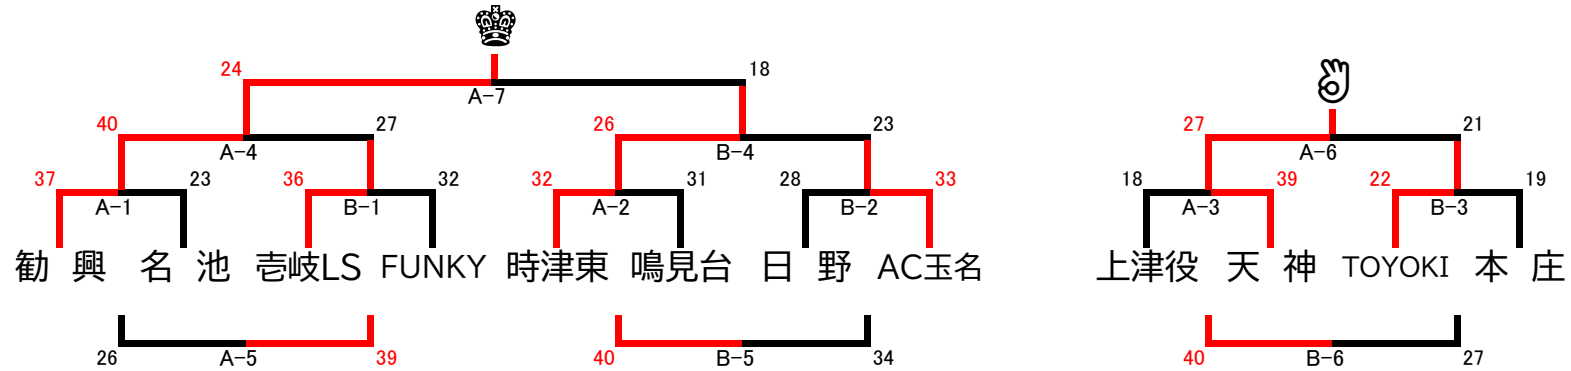 24 18
A-7
40 27 26 23 27 21
A-4 B-4 A-6
37 23 36 32 32 31 28 33 18 39 22 19
A-1 B-1 A-2 B-2 A-3 B-3
勧興 名池 壱岐LS FUNKY 時津東 鳴見台 日野 AC玉名 上津役 天神 TOYOKI 本庄
26 A-5 39 40 B-5 34 40 B-6 27